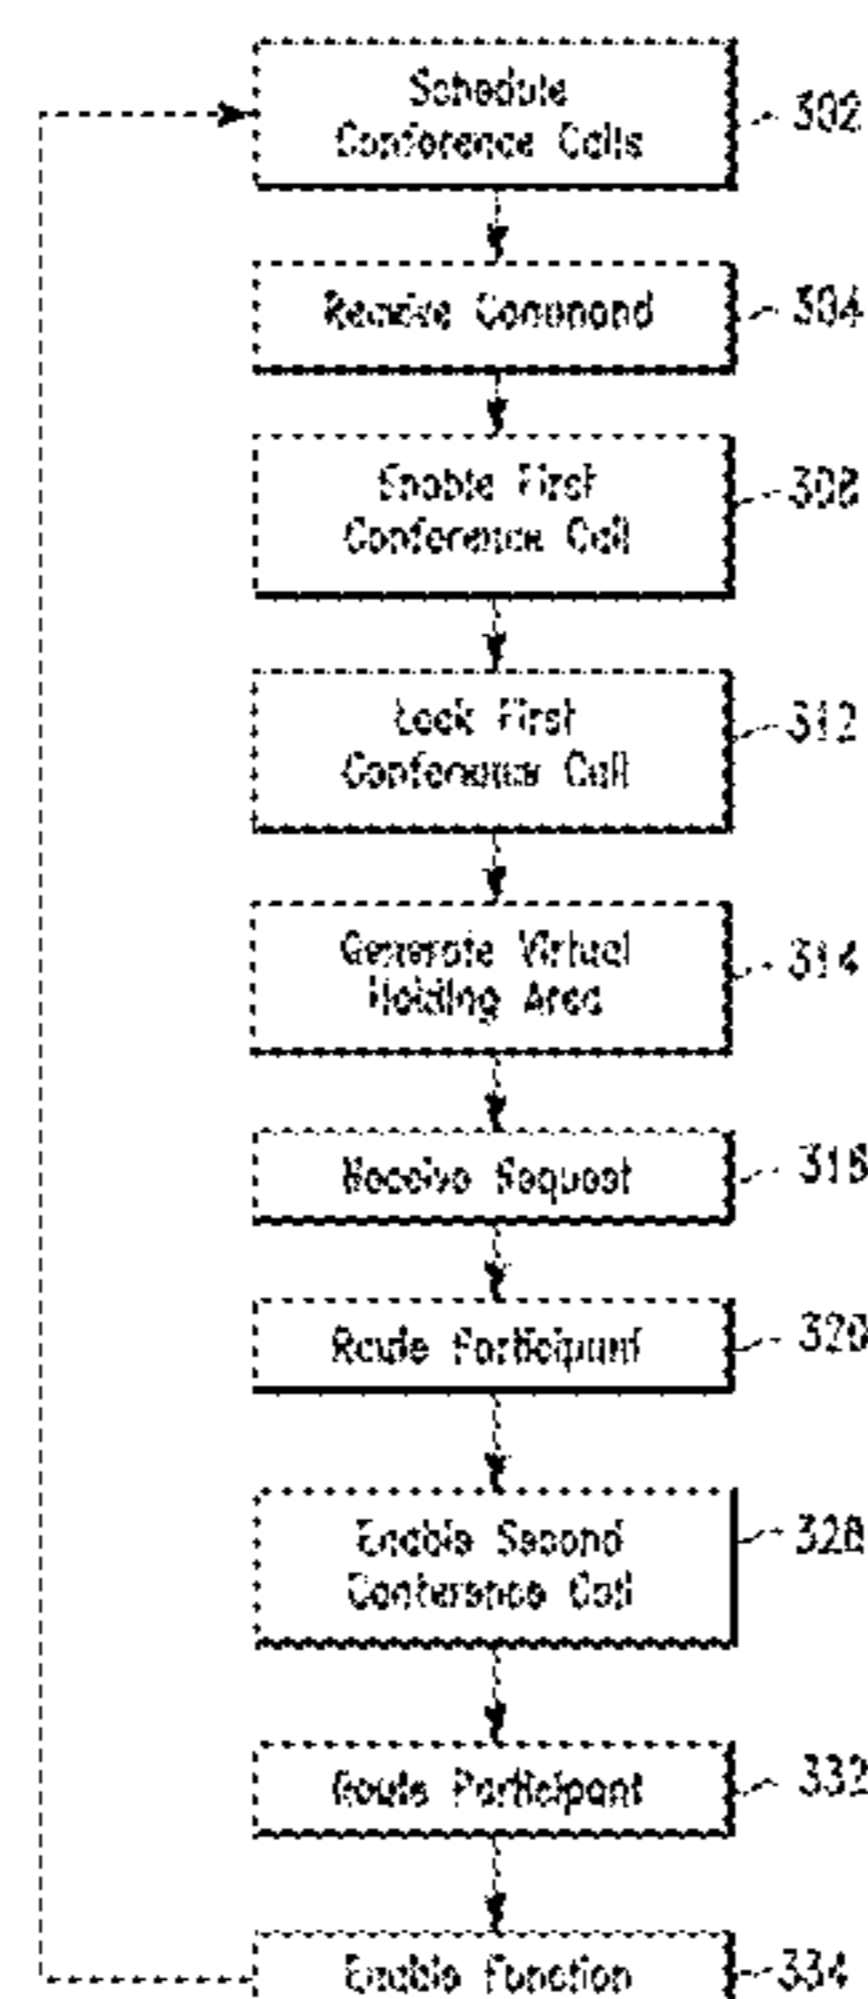 Schedule
Conference Calls
302
Receive Command
304
Enable First
Conference Call
308
Lock First
Conference Call
312
Generate Virtual
Holding Area
314
Receive Request
Route Participant
320
Enable Second
Conference Call
328
Route Participant
332
Enable Function
334